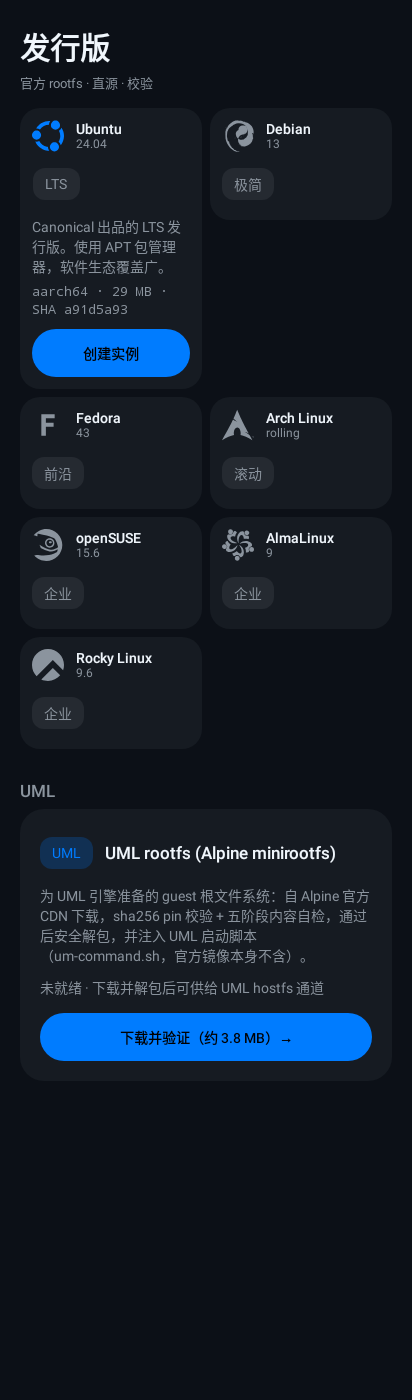 发行版
官方 rootfs · 直源 · 校验
Ubuntu
24.04
LTS
Canonical 出品的 LTS 发
行版。使用 APT 包管理
器，软件生态覆盖广。
aarch64 · 29 MB ·
SHA a91d5a93
创建实例
Debian
13
极简
F
Fedora
43
前沿
Arch Linux
rolling
滚动
openSUSE
15.6
企业
AlmaLinux
9
企业
Rocky Linux
9.6
企业
UML
UML
UML rootfs (Alpine minirootfs)
为 UML 引擎准备的 guest 根文件系统：自 Alpine 官方
CDN 下载，sha256 pin 校验 + 五阶段内容自检，通过
后安全解包，并注入 UML 启动脚本
（um-command.sh，官方镜像本身不含）。
未就绪 · 下载并解包后可供给 UML hostfs 通道
下载并验证（约 3.8 MB）→